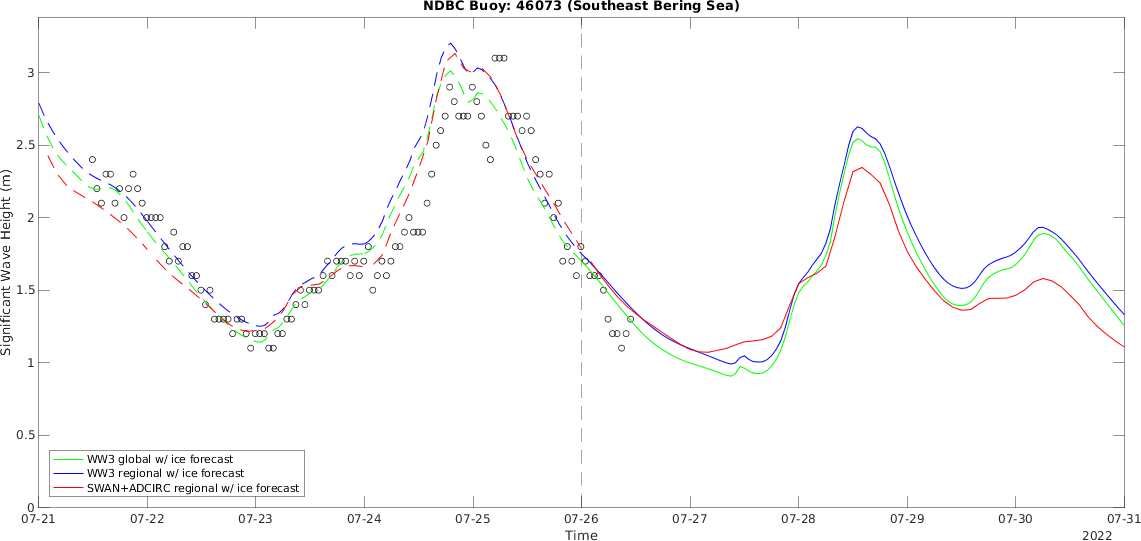 NDBC Buoy: 46073 (Southeast Bering Sea)
Significant Wave Height (m)
3
2.5
2
1.5
1
0.5
0
WW3 global w/ ice forecast
WW3 regional w/ ice forecast
SWAN+ADCIRC regional w/ ice forecast
07-21 07-22 07-23 07-24 07-25 07-26 07-27 07-28 07-29 07-30 07-31
Time
2022